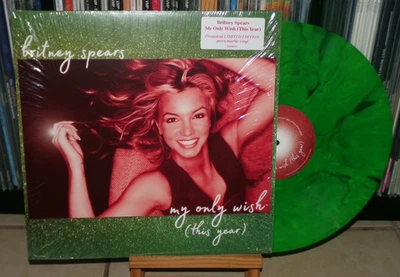 britney spears
Britney Spears
My Only Wish (This Year)
my only wish
(this year)